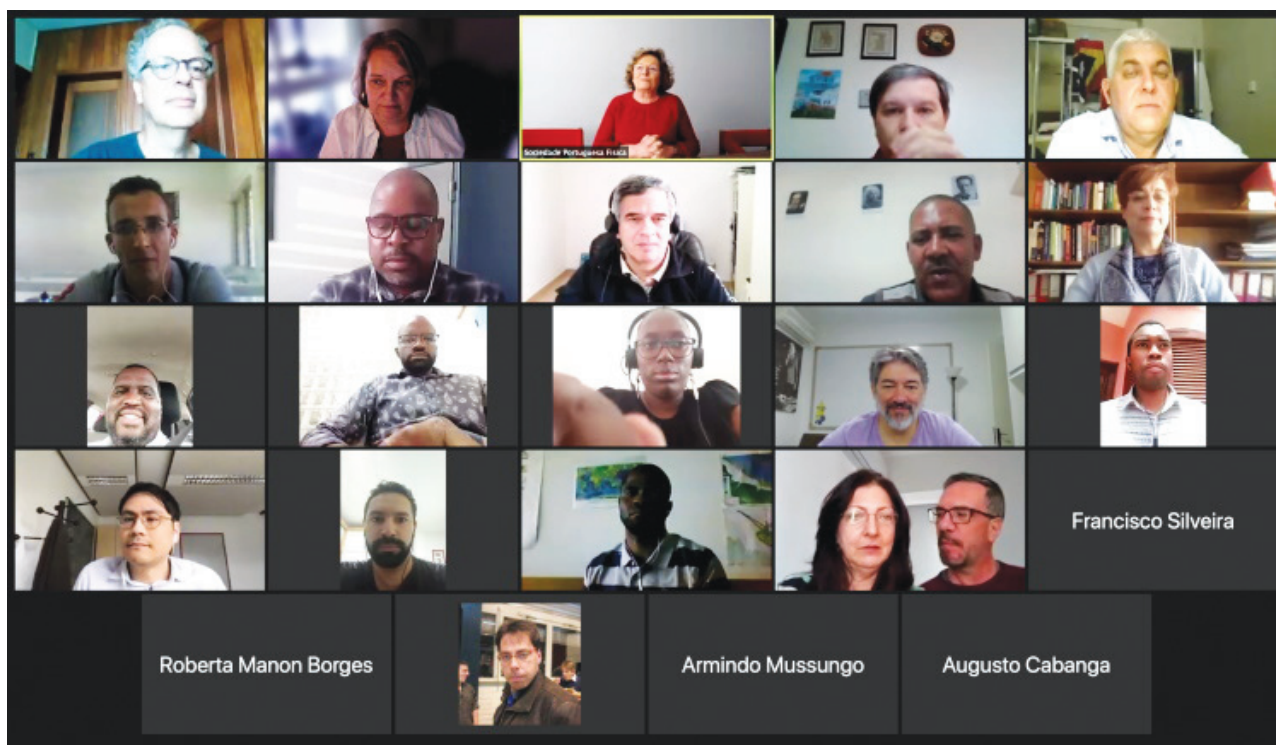 Sociedade Portuguesa Física
Francisco Silveira
Roberta Manon Borges
Armindo Mussungo
Augusto Cabanga